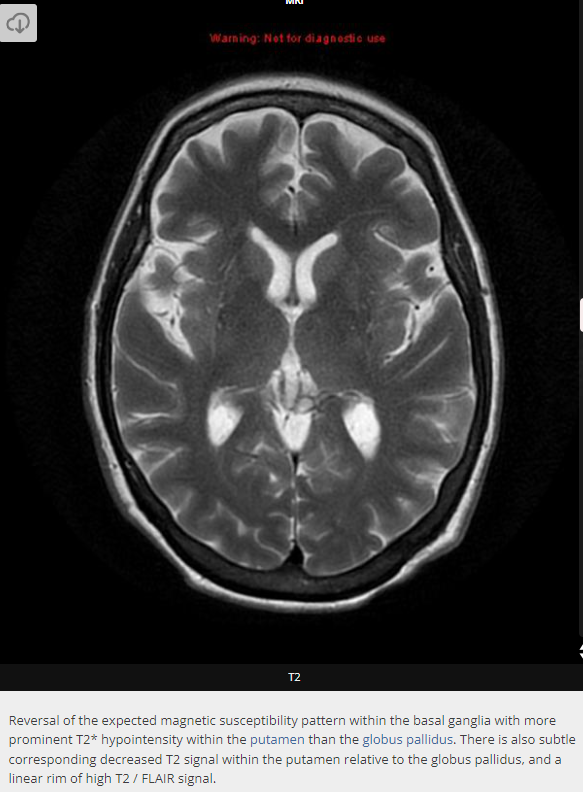 MRI
Warning: Not for diagnostic use
T2
Reversal of the expected magnetic susceptibility pattern within the basal ganglia with more
prominent T2* hypointensity within the putamen than the globus pallidus. There is also subtle
corresponding decreased T2 signal within the putamen relative to the globus pallidus, and a
linear rim of high T2 / FLAIR signal.